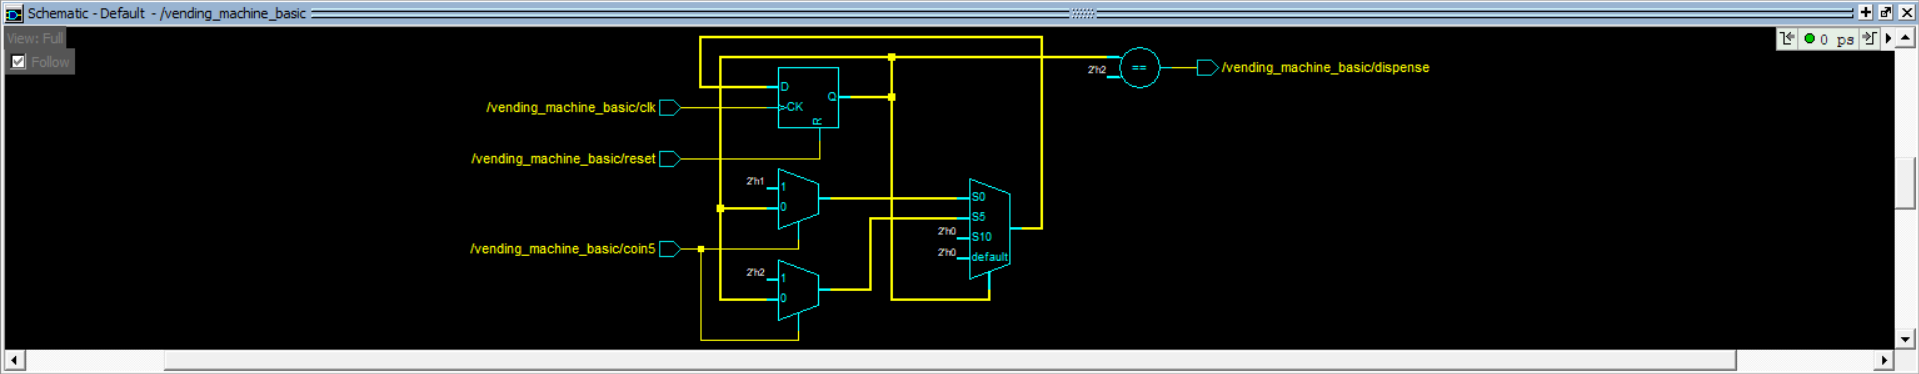 Schematic - Default - /vending_machine_basic
View: Full
Follow
0 ps
2'h2
==
/vending_machine_basic/dispense
D
Q
/vending_machine_basic/clk
CK
R
/vending_machine_basic/reset
2'h1
1
0
S0
S5
2'h0
S10
/vending_machine_basic/coin5
2'h0
default
2'h2
1
0